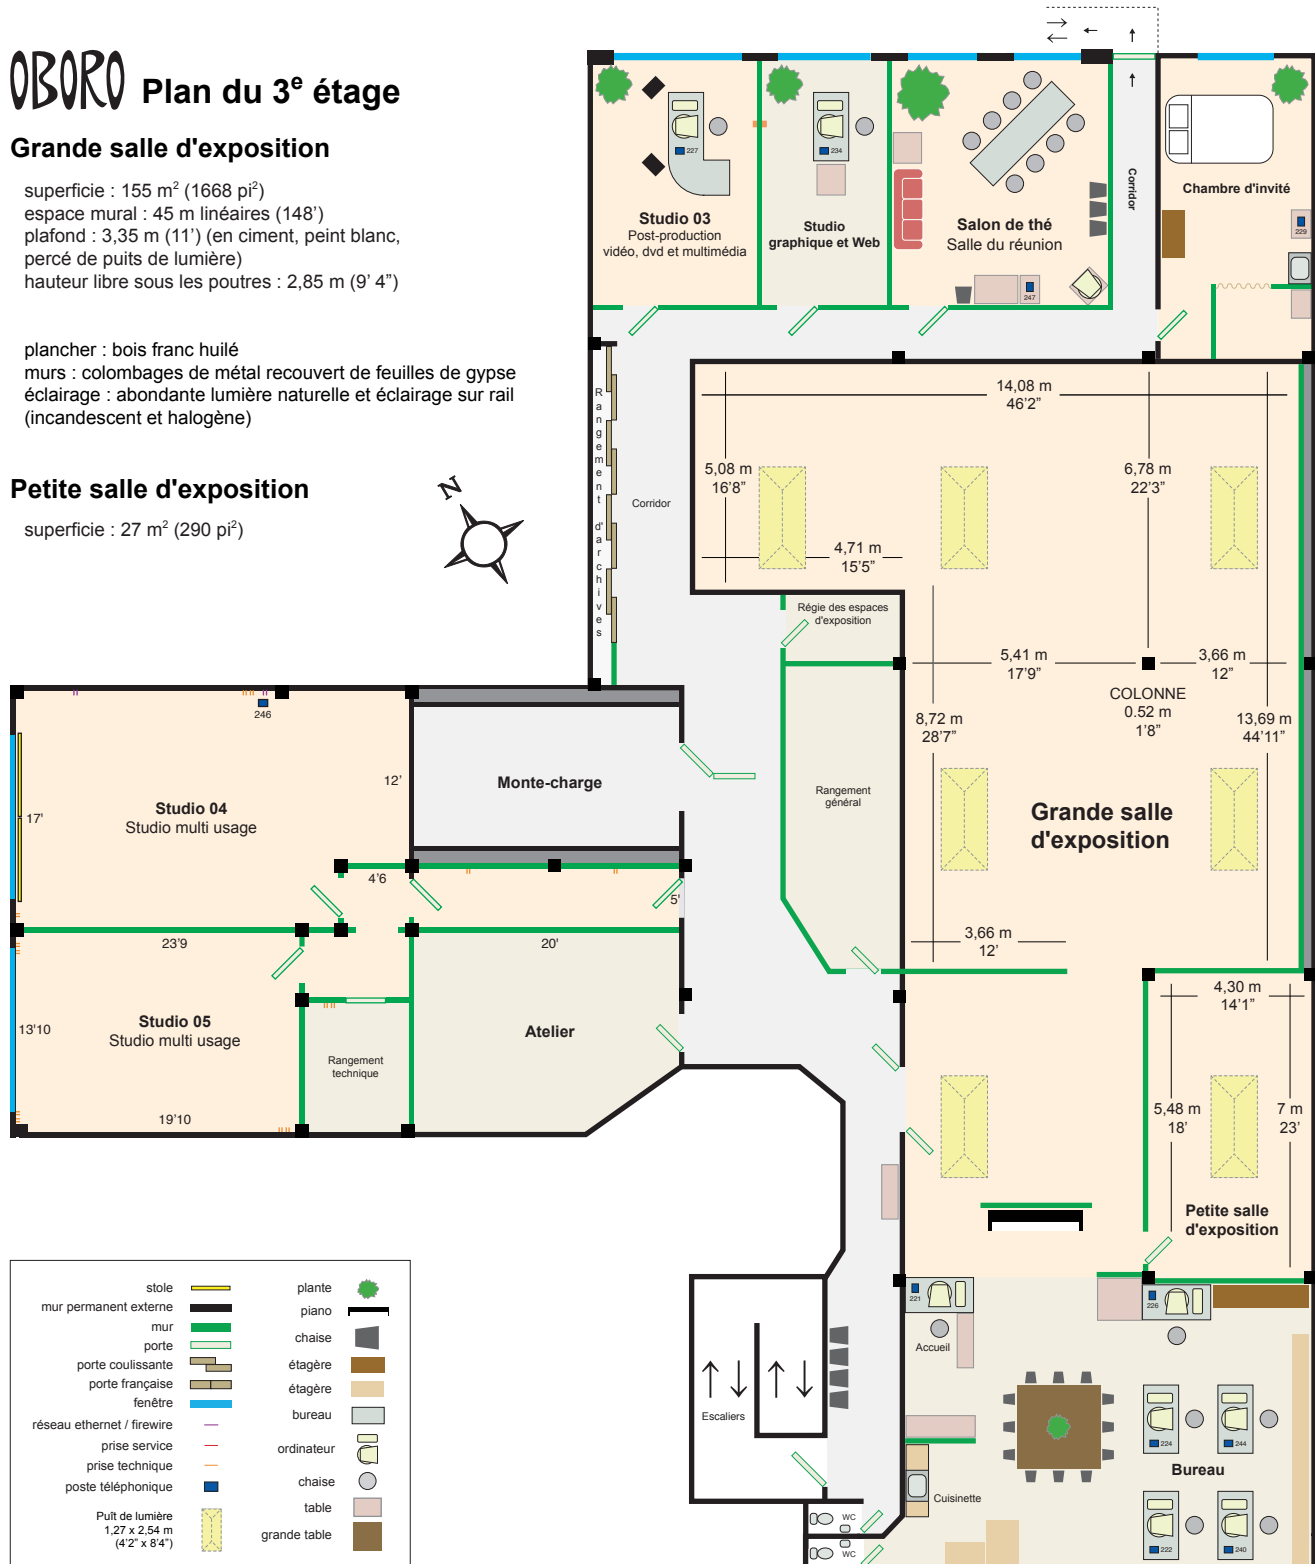 OBORO Plan du 3e étage
Grande salle d'exposition
superficie : 155 m² (1668 pi²)
espace mural : 45 m linéaires (148')
plafond : 3,35 m (11') (en ciment, peint blanc,
percé de puits de lumière)
hauteur libre sous les poutres : 2,85 m (9' 4")
plancher : bois franc huilé
murs : colombages de métal recouvert de feuilles de gypse
éclairage : abondante lumière naturelle et éclairage sur rail
(incandescent et halogène)
Petite salle d'exposition
superficie : 27 m² (290 pi²)
N
227
Studio 03
Post-production
vidéo, dvd et multimédia
234
Studio
graphique et Web
Salon de thé
Salle du réunion
247
Corridor
Chambre d'invité
229
Rangement d'archives
Corridor
14,08 m
46'2"
5,08 m
16'8"
6,78 m
22'3"
4,71 m
15'5"
Régie des espaces
d'exposition
5,41 m
17'9"
3,66 m
12"
COLONNE
0.52 m
1'8"
8,72 m
28'7"
13,69 m
44'11"
Rangement
général
Grande salle
d'exposition
3,66 m
12'
246
12'
17'
Studio 04
Studio multi usage
Monte-charge
4'6
5'
23'9
20'
13'10
Studio 05
Studio multi usage
Rangement
technique
Atelier
19'10
4,30 m
14'1"
5,48 m
18'
7 m
23'
Petite salle
d'exposition
221
Accueil
226
Escaliers
224
244
Bureau
Cuisinette
222
240
WC
WC
stole
mur permanent externe
mur
porte
porte coulissante
porte française
fenêtre
réseau ethernet / firewire
prise service
prise technique
poste téléphonique
Puît de lumière
1,27 x 2,54 m
(4'2" x 8'4")
plante
piano
chaise
étagère
étagère
bureau
ordinateur
chaise
table
grande table